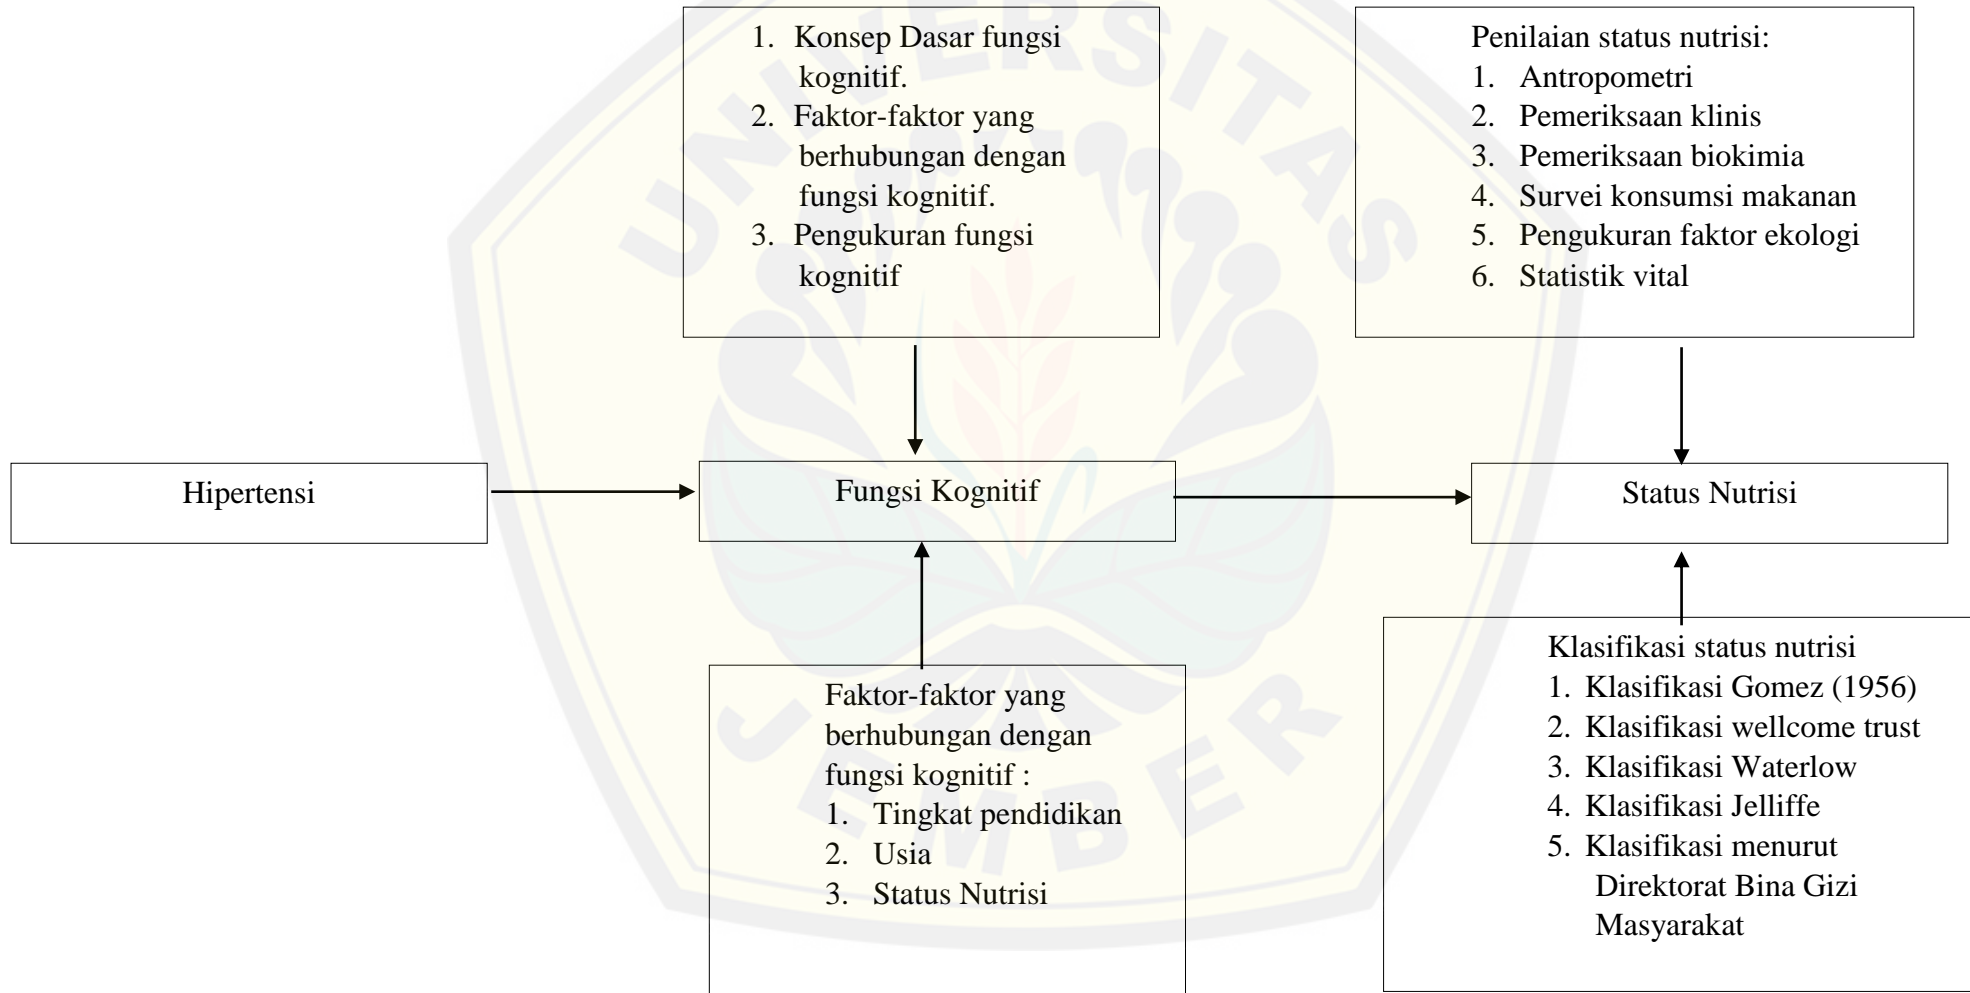 1. Konsep Dasar fungsi
kognitif.
2. Faktor-faktor yang
berhubungan dengan
fungsi kognitif.
3. Pengukuran fungsi
kognitif
Penilaian status nutrisi:
1. Antropometri
2. Pemeriksaan klinis
3. Pemeriksaan biokimia
4. Survei konsumsi makanan
5. Pengukuran faktor ekologi
6. Statistik vital
Hipertensi
Fungsi Kognitif
Status Nutrisi
Faktor-faktor yang
berhubungan dengan
fungsi kognitif :
1. Tingkat pendidikan
2. Usia
3. Status Nutrisi
Klasifikasi status nutrisi
1. Klasifikasi Gomez (1956)
2. Klasifikasi wellcome trust
3. Klasifikasi Waterlow
4. Klasifikasi Jelliffe
5. Klasifikasi menurut
Direktorat Bina Gizi
Masyarakat
UNIVERSITAS
JEMBER